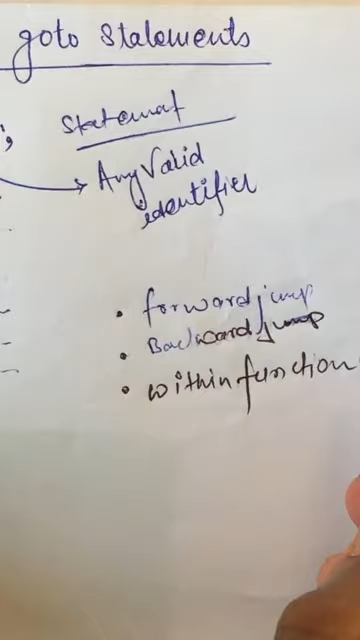 goto Statements
;
Statement
Any Valid
identifier
• forward jump
• Backward jump
• within function